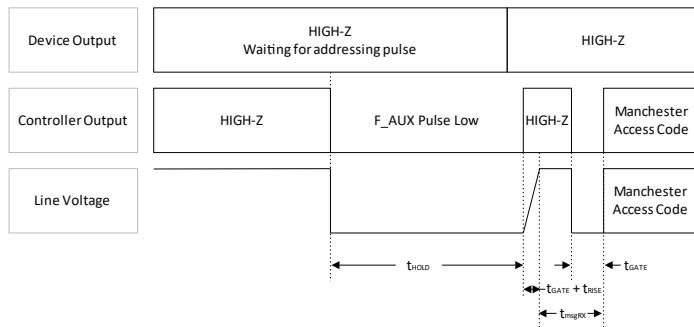 Device Output
HIGH-Z
Waiting for addressing pulse
HIGH-Z
Controller Output
HIGH-Z
F_AUX Pulse Low
HIGH-Z
Manchester
Access Code
Line Voltage
Manchester
Access Code
tHOLD
tGATE
tGATE + tRISE
tmsgRX